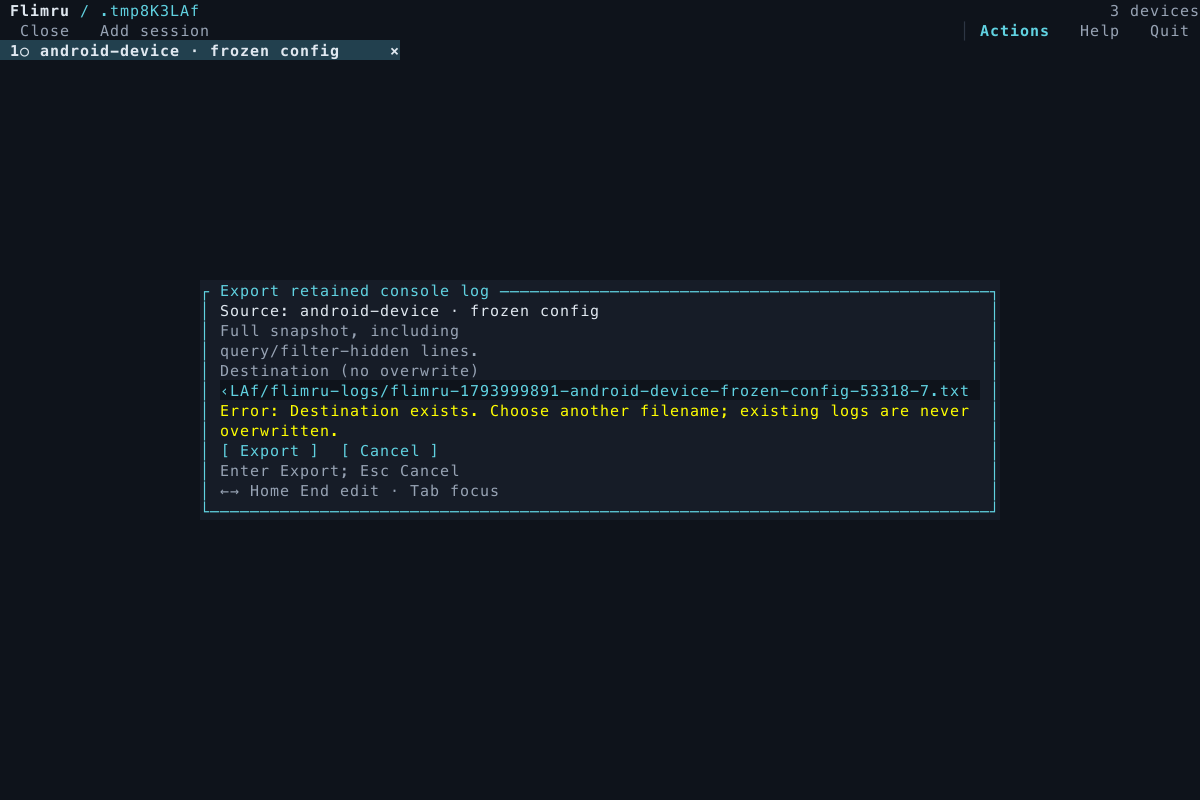 Flimru / .tmp8K3LAf 3 devices
Close Add session │ Actions Help Quit
1○ android-device · frozen config ×
Export retained console log
Source: android-device · frozen config
Full snapshot, including
query/filter-hidden lines.
Destination (no overwrite)
‹LAf/flimru-logs/flimru-1793999891-android-device-frozen-config-53318-7.txt
Error: Destination exists. Choose another filename; existing logs are never
overwritten.
[ Export ] [ Cancel ]
Enter Export; Esc Cancel
←→ Home End edit · Tab focus